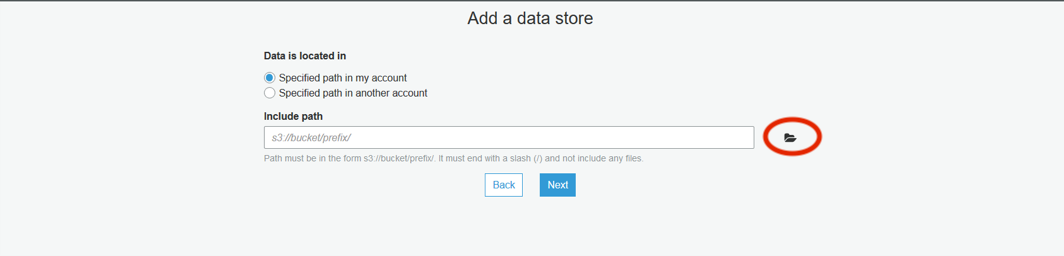 Add a data store
Data is located in
Specified path in my account
Specified path in another account
Include path
s3://bucket/prefix/
Path must be in the form s3://bucket/prefix/. It must end with a slash (/) and not include any files.
Back Next